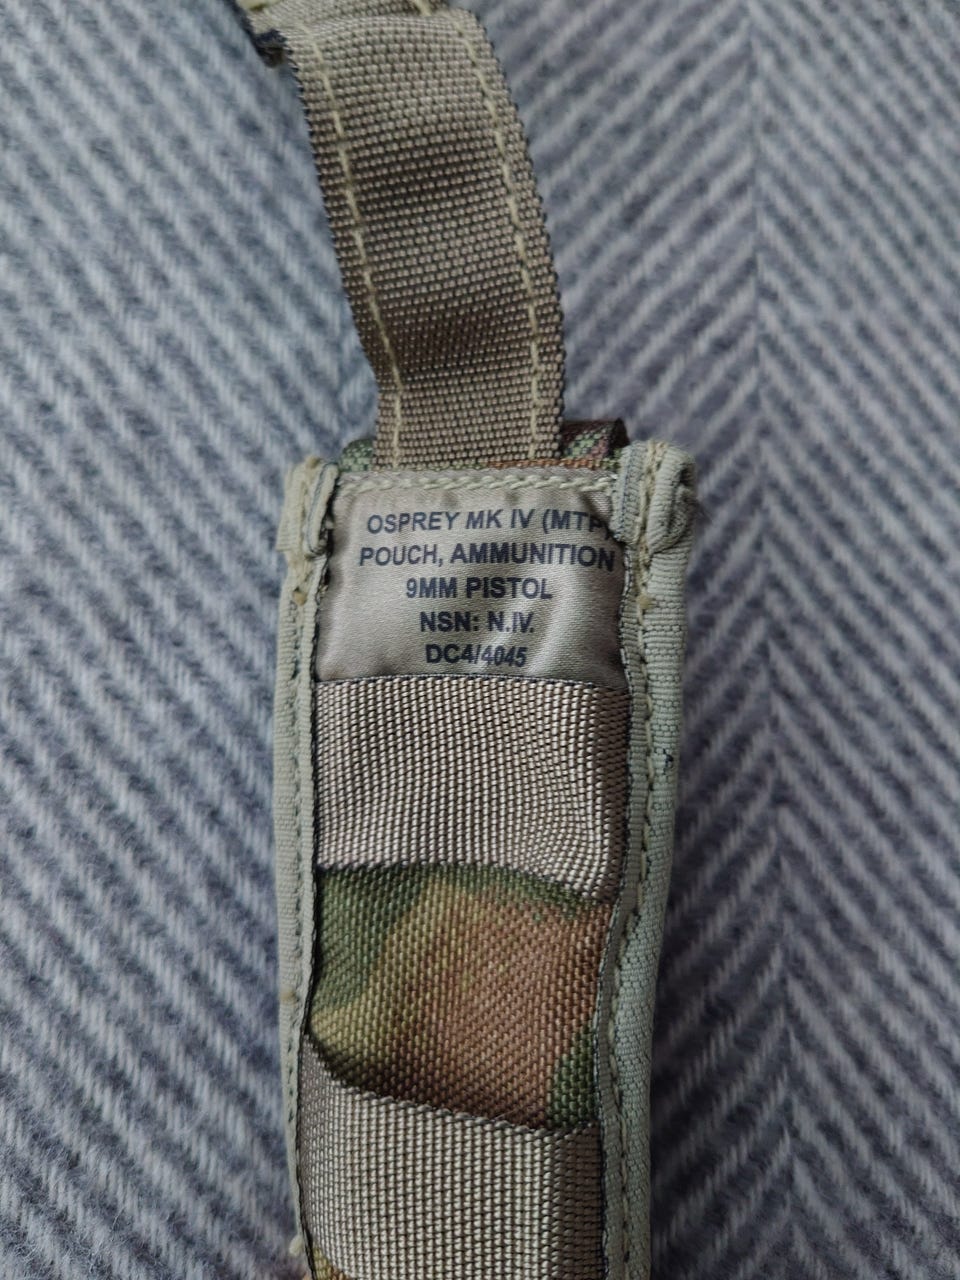 OSPREY MK IV (MTP)
POUCH, AMMUNITION
9MM PISTOL
NSN: N.IV.
DC4/4045